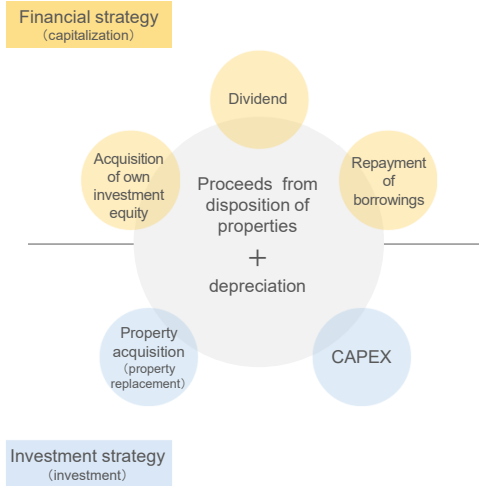 Financial strategy
（capitalization）
Dividend
Acquisition
of own
investment
equity
Repayment
of
borrowings
Proceeds from
disposition of
properties
+
depreciation
Property
acquisition
（property
replacement）
CAPEX
Investment strategy
（investment）